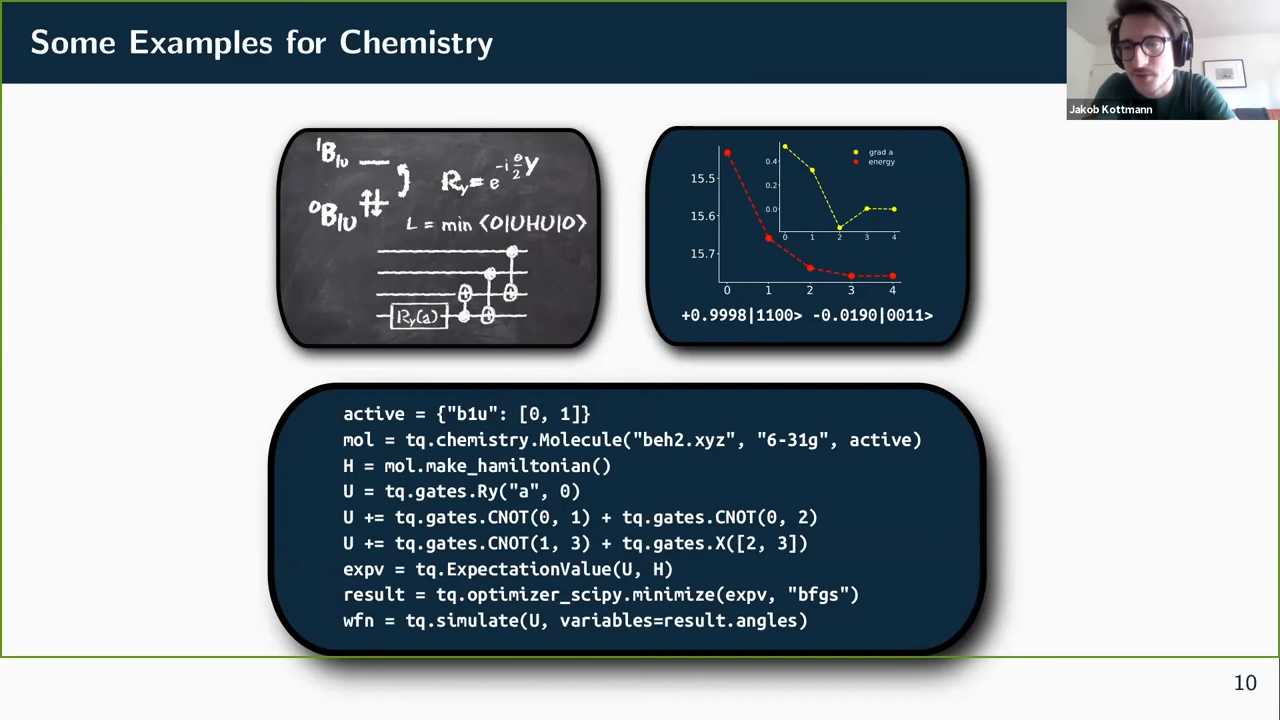 Some Examples for Chemistry
Jakob Kottmann
¹B₁ᵤ
⁰B₁ᵤ
R_y = e^{-i θ/2 Y}
L = min ⟨0|UHU|0⟩
R_y(a)
grad a
energy
0.4
0.2
0.0
0 1 2 3 4
15.5
15.6
15.7
0 1 2 3 4
+0.9998|1100> -0.0190|0011>
active = {"b1u": [0, 1]}
mol = tq.chemistry.Molecule("beh2.xyz", "6-31g", active)
H = mol.make_hamiltonian()
U = tq.gates.Ry("a", 0)
U += tq.gates.CNOT(0, 1) + tq.gates.CNOT(0, 2)
U += tq.gates.CNOT(1, 3) + tq.gates.X([2, 3])
expv = tq.ExpectationValue(U, H)
result = tq.optimizer_scipy.minimize(expv, "bfgs")
wfn = tq.simulate(U, variables=result.angles)
10